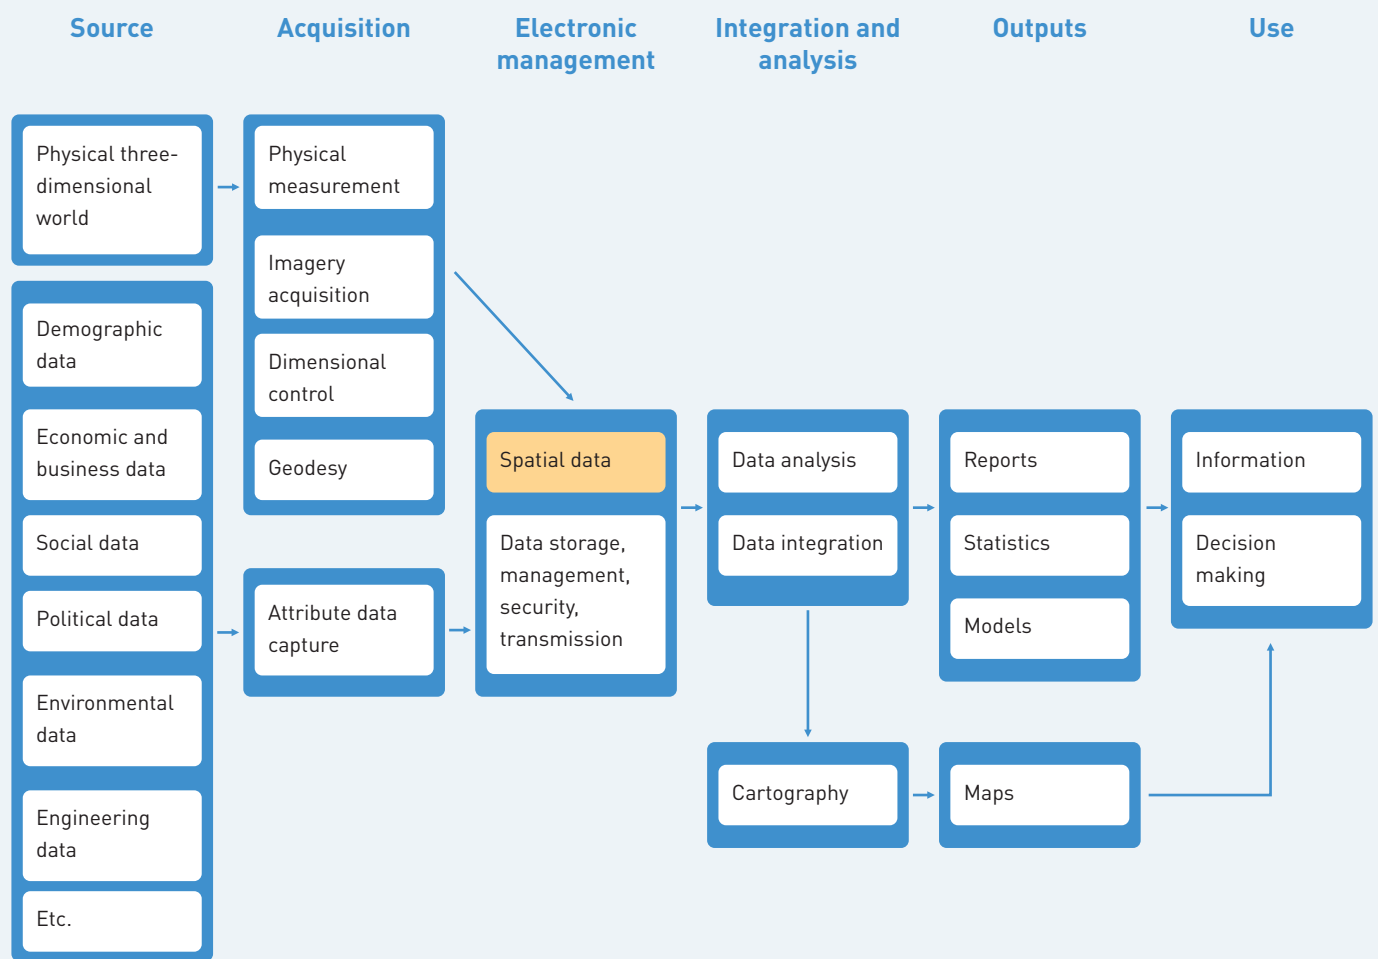 Source
Acquisition
Electronic
management
Integration and
analysis
Outputs
Use
Physical three-
dimensional
world
Demographic
data
Economic and
business data
Social data
Political data
Environmental
data
Engineering
data
Etc.
Physical
measurement
Imagery
acquisition
Dimensional
control
Geodesy
Attribute data
capture
Spatial data
Data storage,
management,
security,
transmission
Data analysis
Data integration
Cartography
Reports
Statistics
Models
Maps
Information
Decision
making